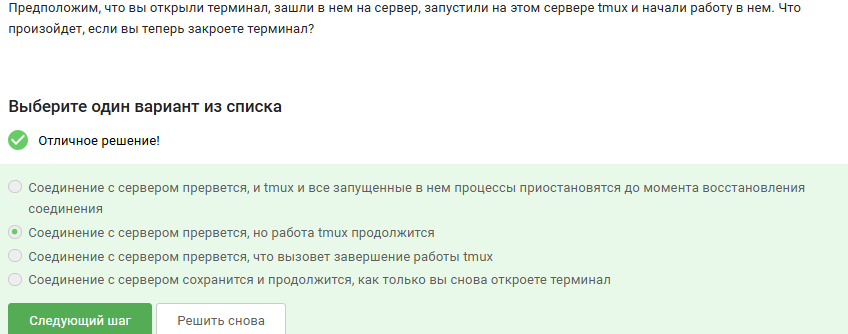 Предположим, что вы открыли терминал, зашли в нем на сервер, запустили на этом сервере tmux и начали работу в нем. Что
произойдет, если вы теперь закроете терминал?
Выберите один вариант из списка
Отличное решение!
Соединение с сервером прервется, и tmux и все запущенные в нем процессы приостановятся до момента восстановления
соединения
Соединение с сервером прервется, но работа tmux продолжится
Соединение с сервером прервется, что вызовет завершение работы tmux
Соединение с сервером сохранится и продолжится, как только вы снова откроете терминал
Следующий шаг
Решить снова